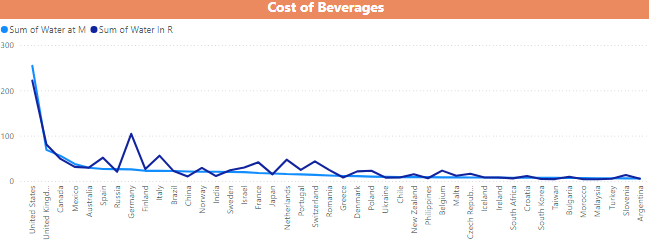 Cost of Beverages
Sum of Water at M
Sum of Water In R
300
200
100
0
United States
United Kingd...
Canada
Mexico
Australia
Spain
Russia
Germany
Finland
Italy
Brazil
China
Norway
India
Sweden
Israel
France
Japan
Netherlands
Portugal
Switzerland
Romania
Greece
Denmark
Poland
Ukraine
Chile
New Zealand
Philippines
Belgium
Malta
Czech Repub...
Iceland
Ireland
South Africa
Croatia
South Korea
Taiwan
Bulgaria
Morocco
Malaysia
Turkey
Slovenia
Argentina